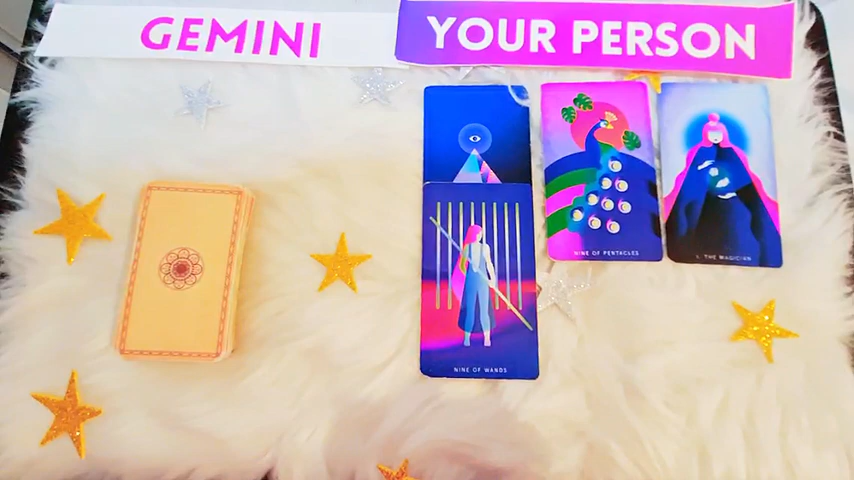 GEMINI
YOUR PERSON
NINE OF WANDS
NINE OF PENTACLES
I. THE MAGICIAN